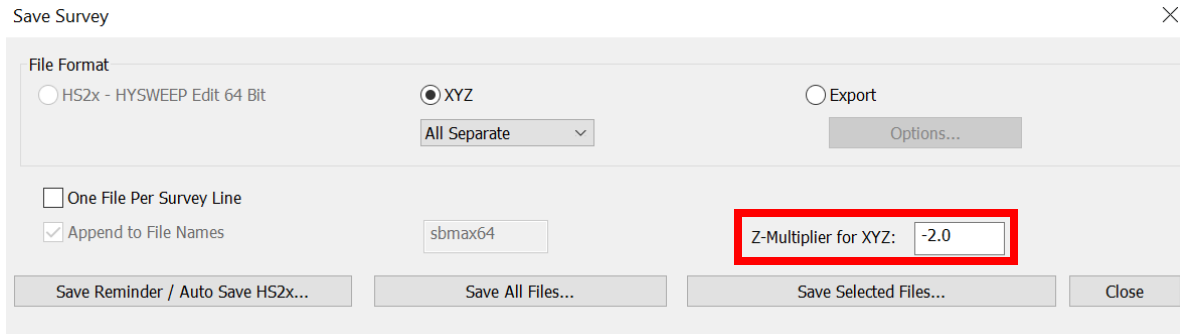 Save Survey
File Format
HS2x - HYSWEEP Edit 64 Bit
XYZ
Export
All Separate
Options...
One File Per Survey Line
Append to File Names
sbmax64
Z-Multiplier for XYZ:
-2.0
Save Reminder / Auto Save HS2x...
Save All Files...
Save Selected Files...
Close